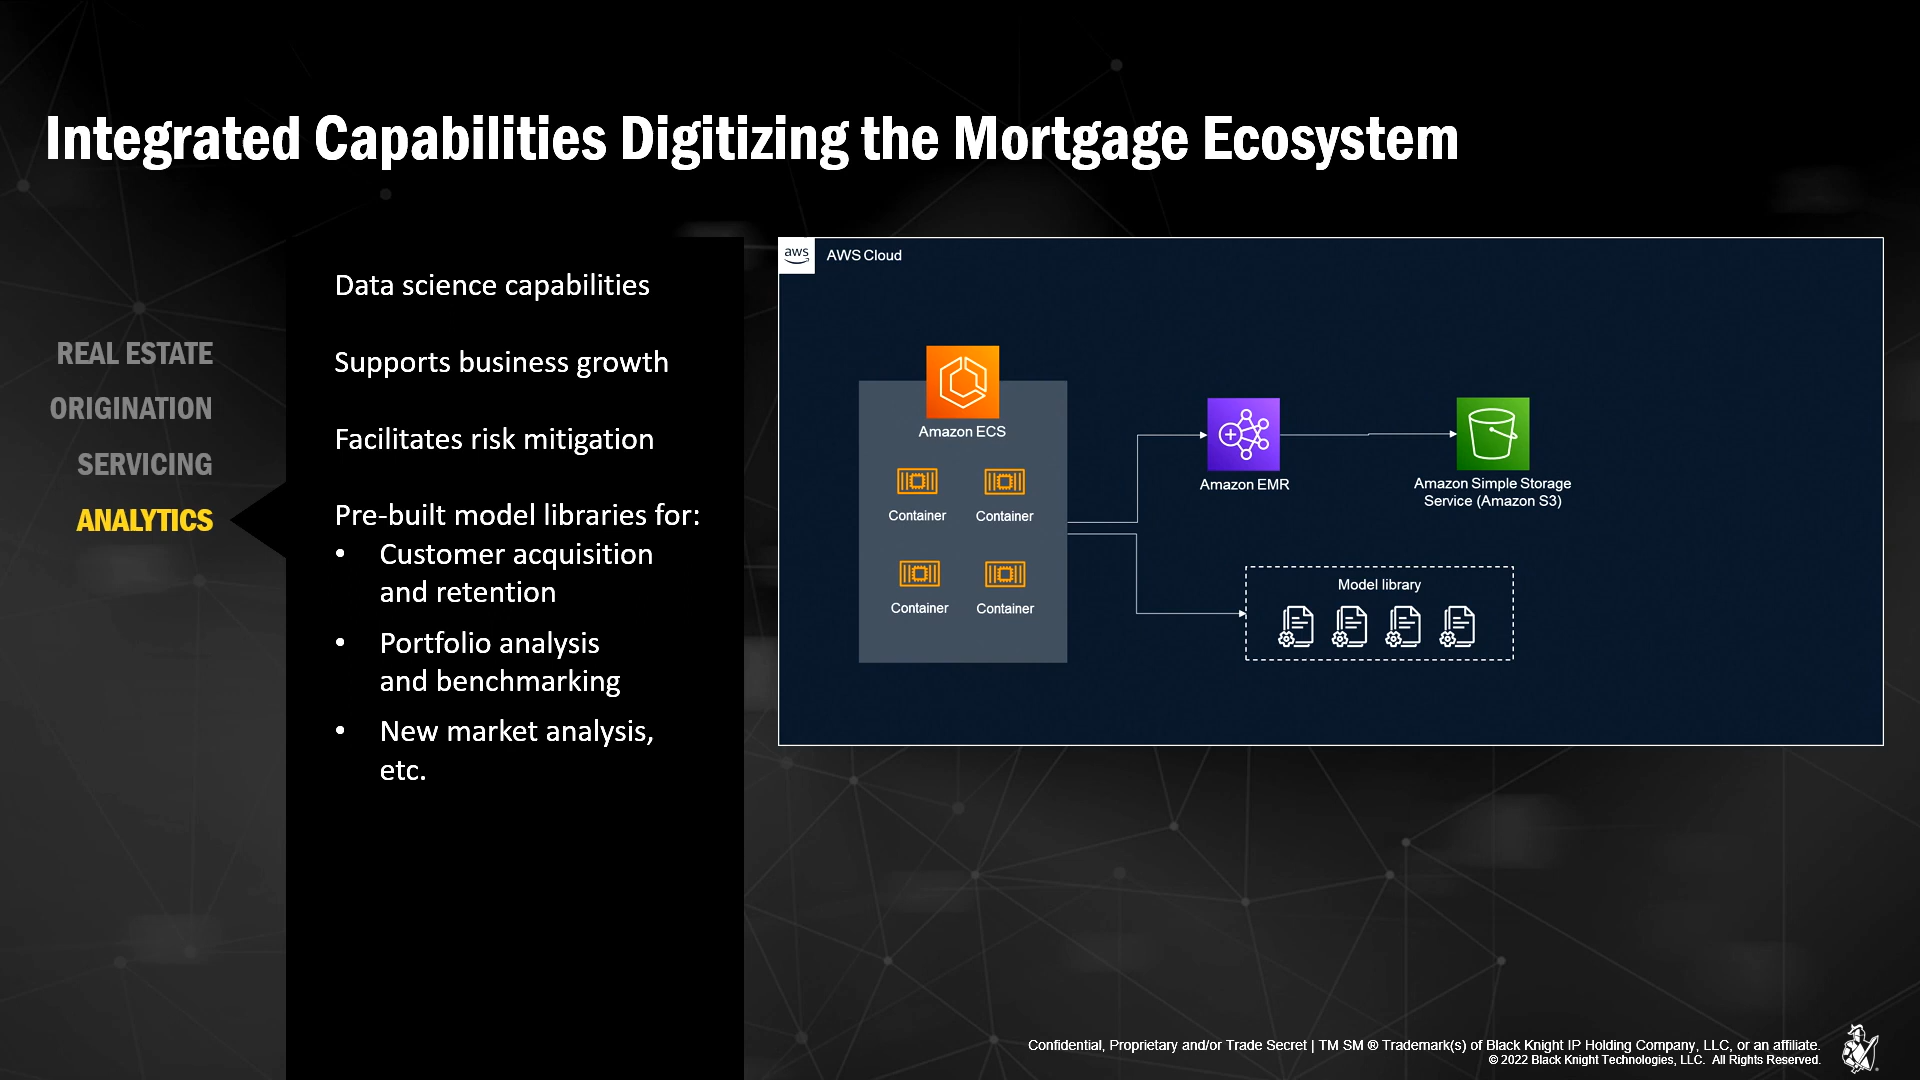 Integrated Capabilities Digitizing the Mortgage Ecosystem
REAL ESTATE
ORIGINATION
SERVICING
ANALYTICS
Data science capabilities
Supports business growth
Facilitates risk mitigation
Pre-built model libraries for:
• Customer acquisition
and retention
• Portfolio analysis
and benchmarking
• New market analysis,
etc.
aws
AWS Cloud
Amazon ECS
Container
Container
Container
Container
Amazon EMR
Amazon Simple Storage
Service (Amazon S3)
Model library
Confidential, Proprietary and/or Trade Secret | TM SM ® Trademark(s) of Black Knight IP Holding Company, LLC, or an affiliate.
© 2022 Black Knight Technologies, LLC. All Rights Reserved.